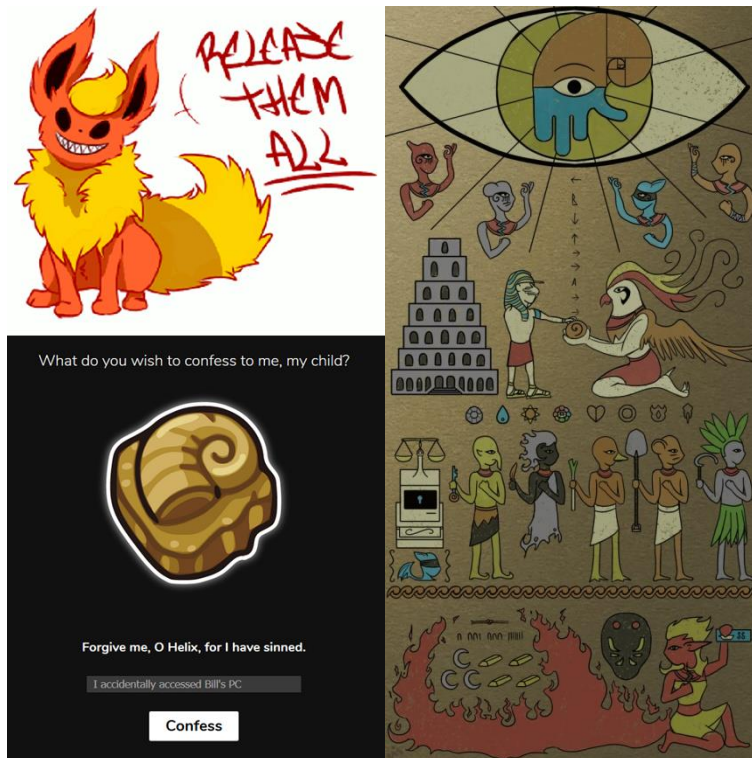 RELEASE
THEM
ALL
What do you wish to confess to me, my child?
Forgive me, O Helix, for I have sinned.
I accidentally accessed Bill's PC
Confess